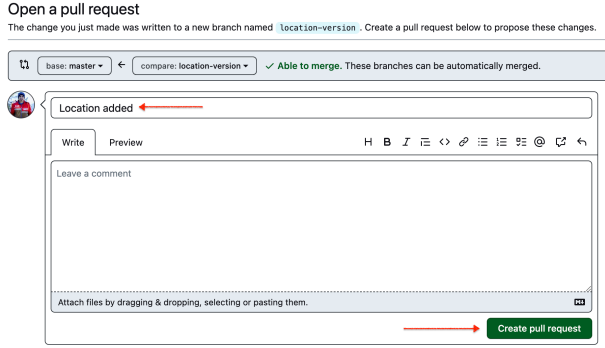 Open a pull request
The change you just made was written to a new branch named location-version . Create a pull request below to propose these changes.
base: master ← compare: location-version ✓ Able to merge. These branches can be automatically merged.
Location added
Write Preview H B I <> @
Leave a comment
Attach files by dragging & dropping, selecting or pasting them.
Create pull request